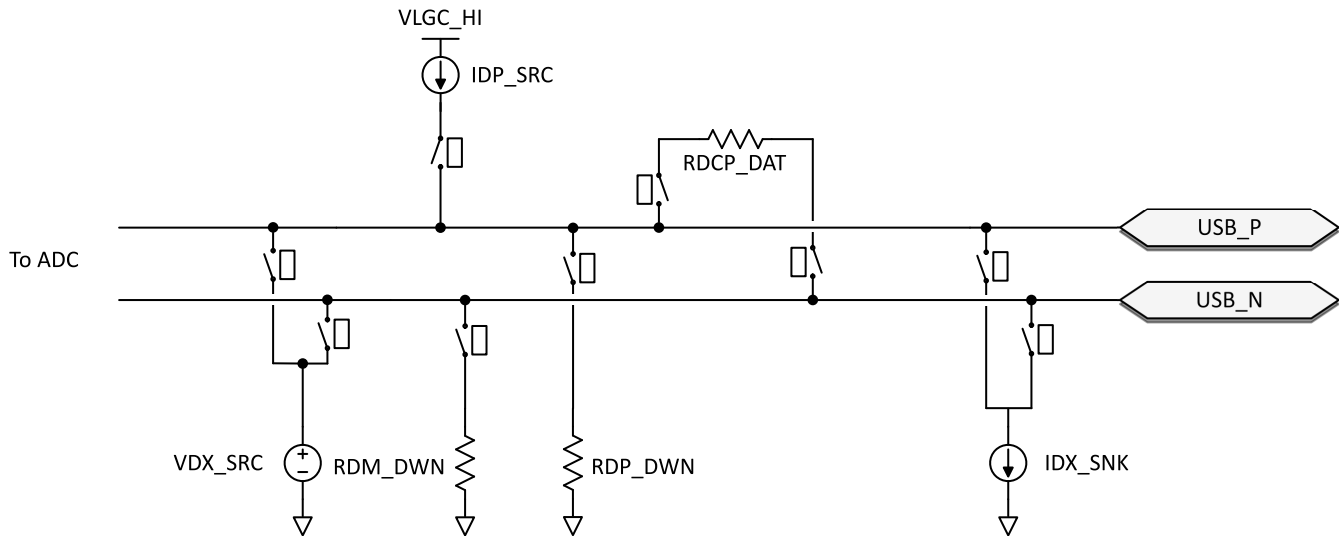 VLGC_HI
IDP_SRC
RDCP_DAT
USB_P
To ADC
USB_N
VDX_SRC
+
−
RDM_DWN
RDP_DWN
IDX_SNK